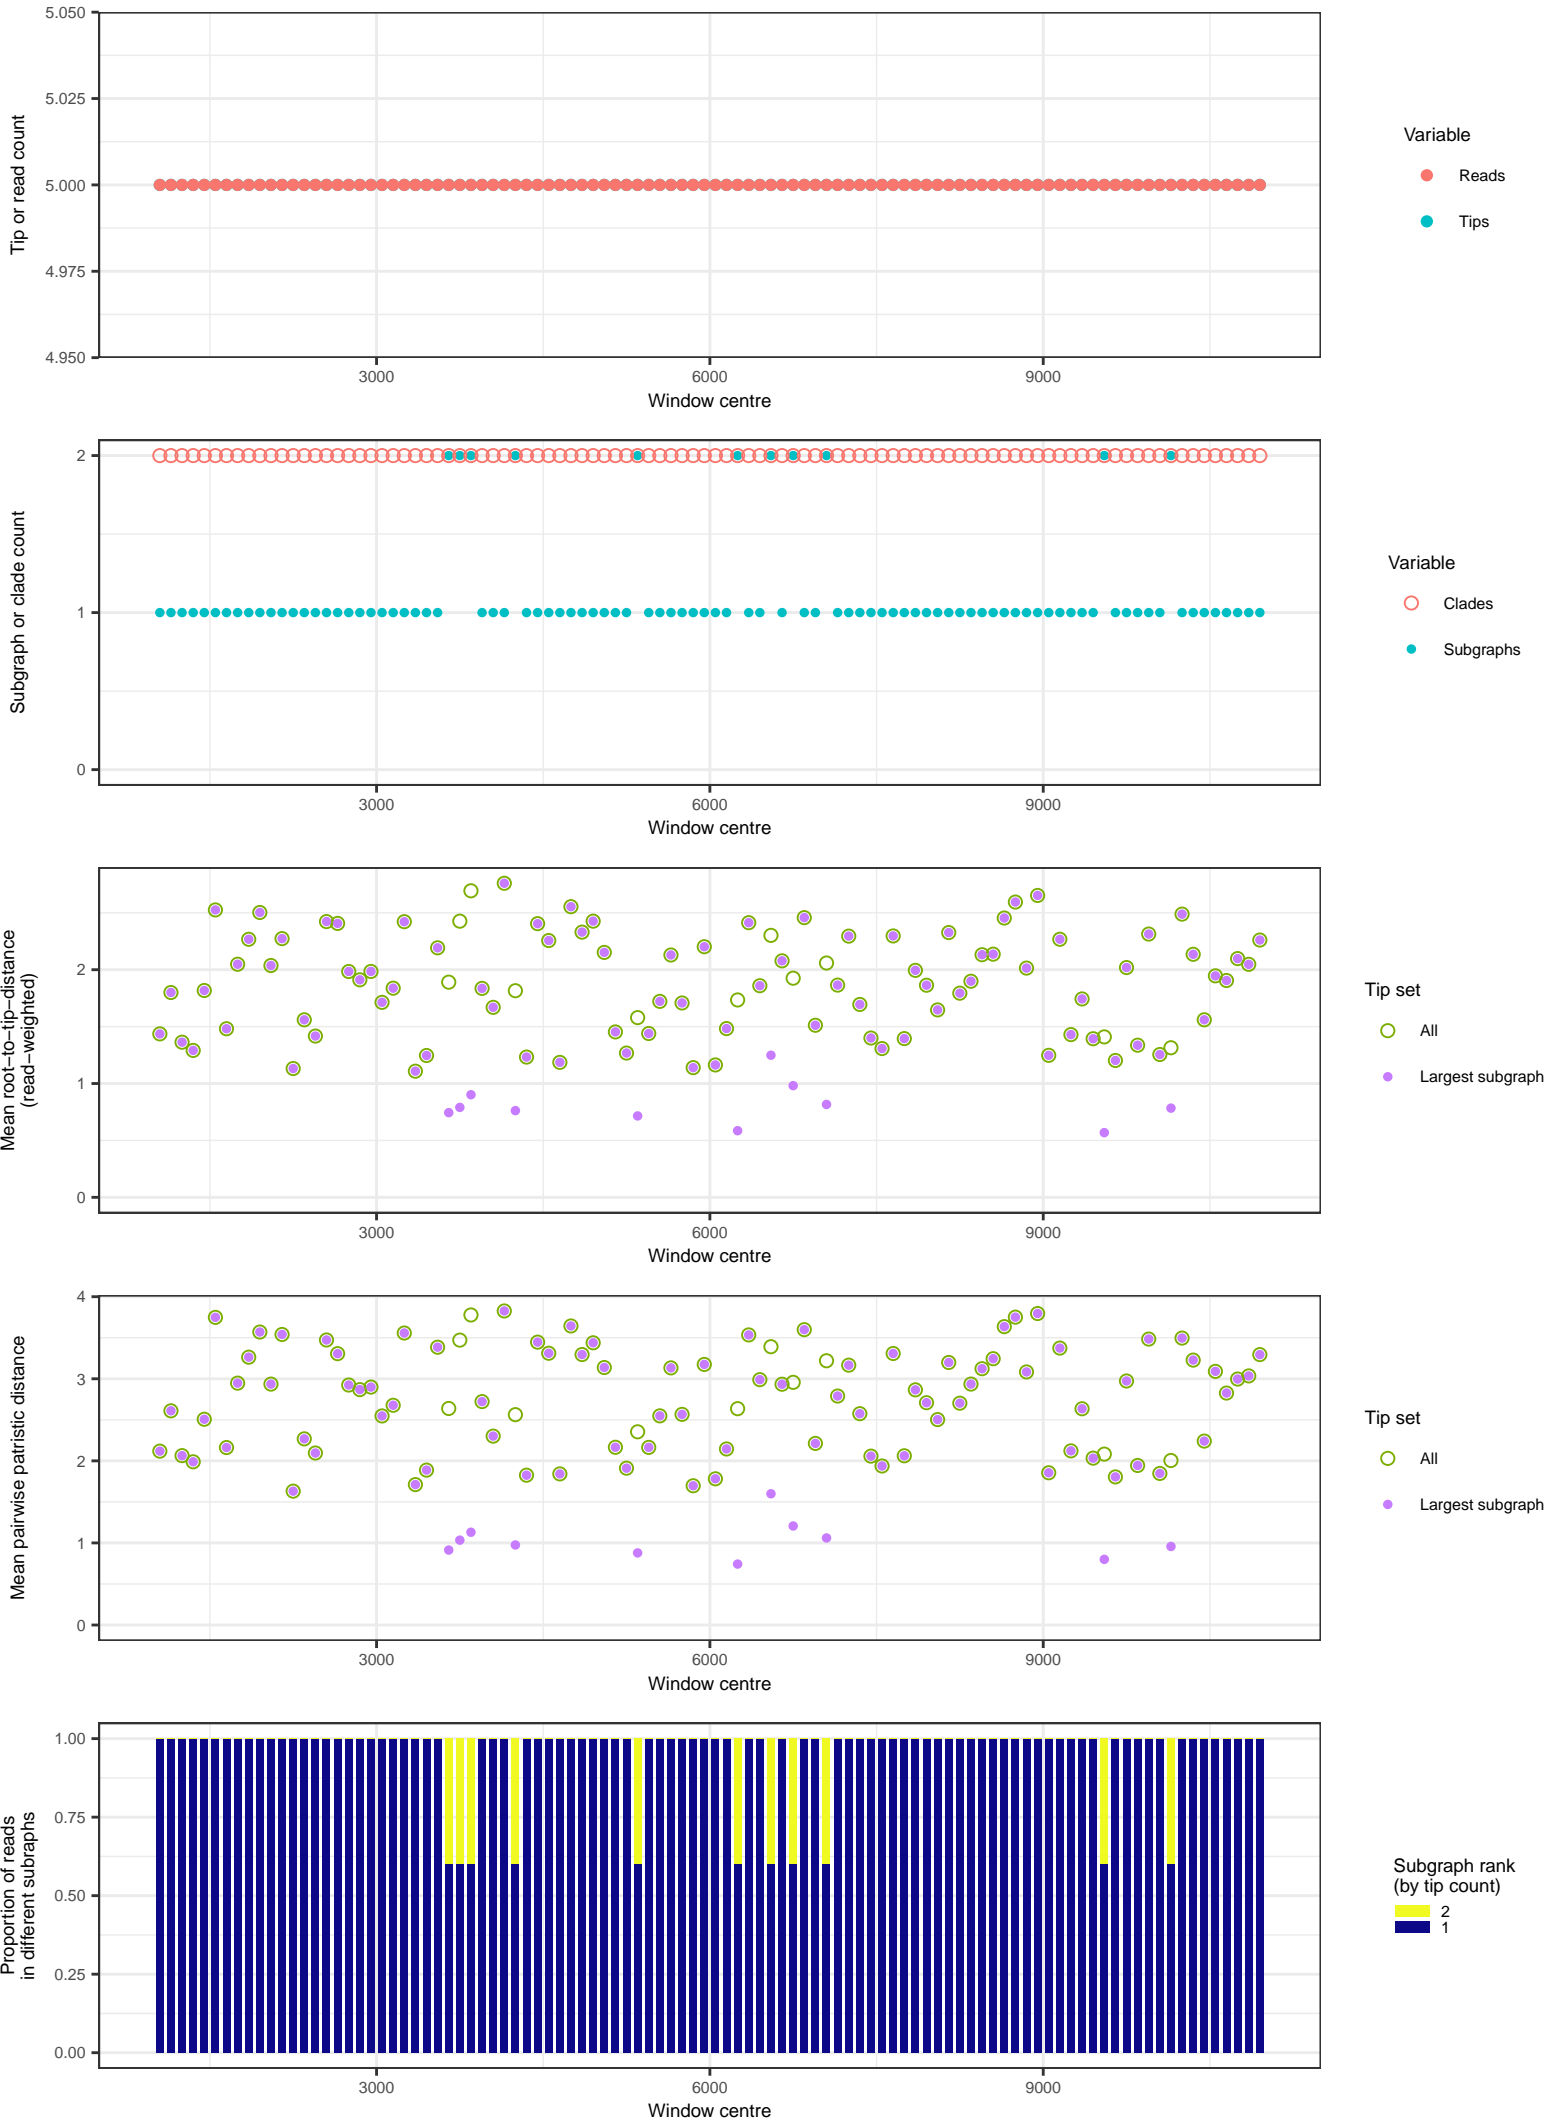 5.050
5.025
5.000
4.975
4.950
Tip or read count
3000 6000 9000
Window centre
Variable
Reads
Tips
2
1
0
Subgraph or clade count
3000 6000 9000
Window centre
Variable
Clades
Subgraphs
2
1
0
Mean root−to−tip−distance
(read−weighted)
3000 6000 9000
Window centre
Tip set
All
Largest subgraph
4
3
2
1
0
Mean pairwise patristic distance
3000 6000 9000
Window centre
Tip set
All
Largest subgraph
1.00
0.75
0.50
0.25
0.00
Proportion of reads
in different subraphs
3000 6000 9000
Window centre
Subgraph rank
(by tip count)
2
1